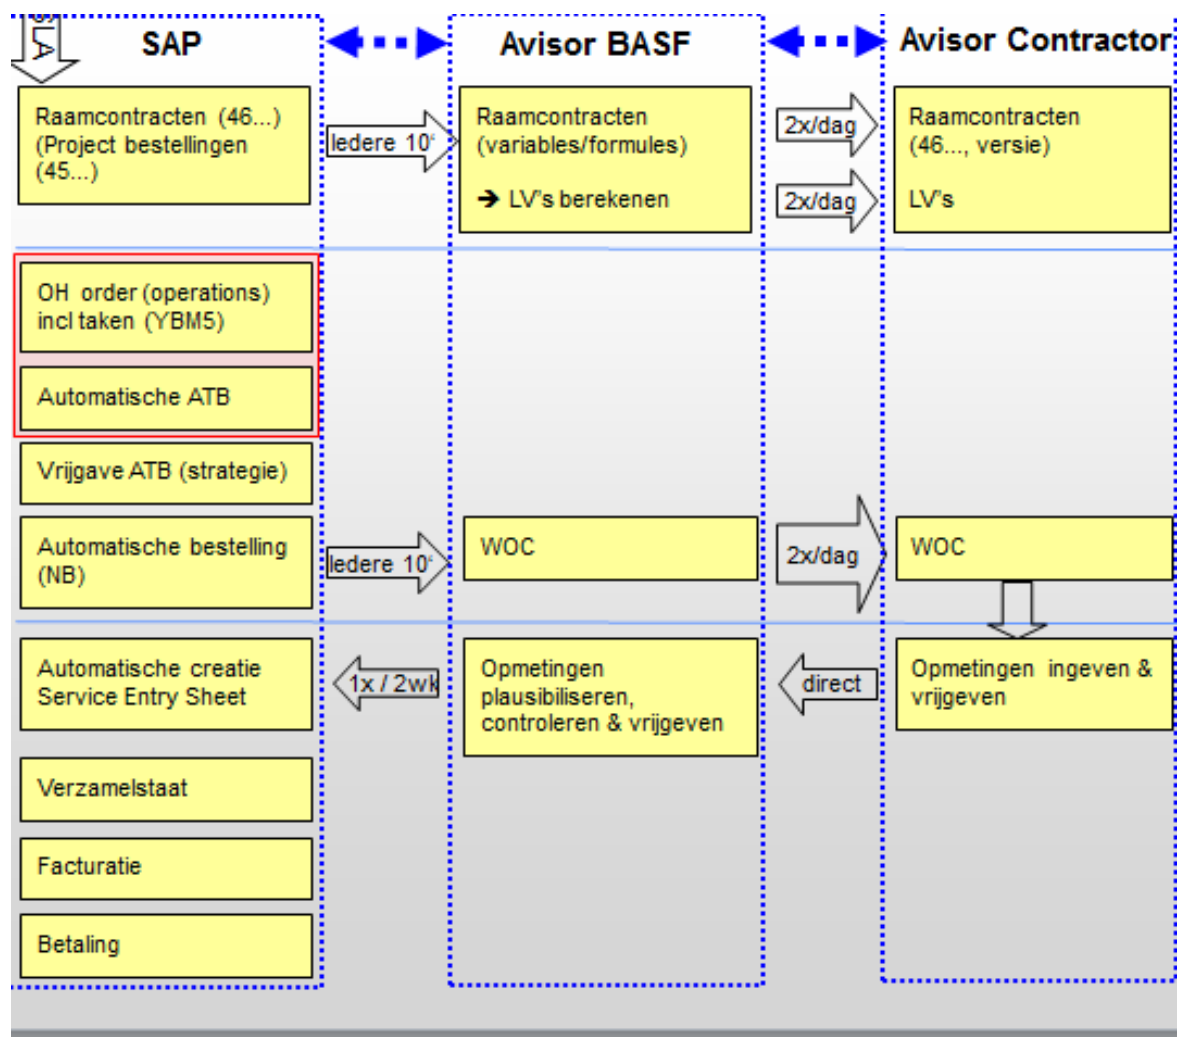 SLA
SAP
Avisor BASF
Avisor Contractor
Raamcontracten (46...)
(Project bestellingen
(45...)
Iedere 10'
Raamcontracten
(variables/formules)
➔ LV's berekenen
2x/dag
2x/dag
Raamcontracten
(46..., versie)
LV's
OH order (operations)
incl taken (YBM5)
Automatische ATB
Vrijgave ATB (strategie)
Automatische bestelling
(NB)
Iedere 10'
WOC
2x/dag
WOC
Automatische creatie
Service Entry Sheet
1x / 2wk
Opmetingen
plausibiliseren,
controleren & vrijgeven
direct
Opmetingen ingeven &
vrijgeven
Verzamelstaat
Facturatie
Betaling